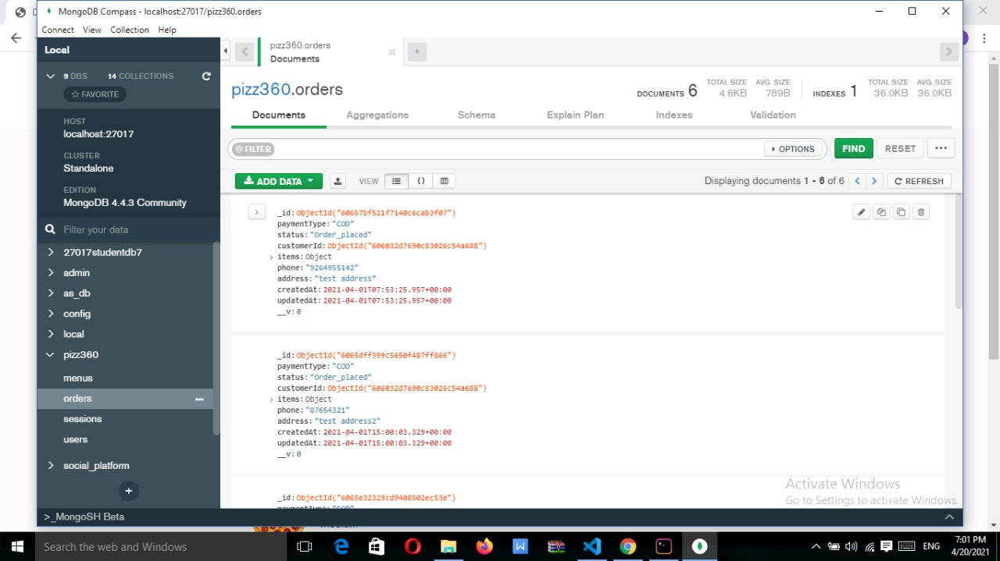 MongoDB Compass - localhost:27017/pizz360.orders
Connect View Collection Help
Local
9 DBS 14 COLLECTIONS
FAVORITE
HOST
localhost:27017
CLUSTER
Standalone
EDITION
MongoDB 4.4.3 Community
Filter your data
27017studentdb7
admin
as_db
config
local
pizz360
menus
orders
sessions
users
social_platform
>_MongoSH Beta
pizz360.orders
Documents
pizz360.orders
DOCUMENTS 6 TOTAL SIZE 4.6KB AVG. SIZE 789B INDEXES 1 TOTAL SIZE 36.0KB AVG. SIZE 36.0KB
Documents Aggregations Schema Explain Plan Indexes Validation
FILTER OPTIONS FIND RESET ...
ADD DATA VIEW {} Displaying documents 1 - 6 of 6 REFRESH
_id: ObjectId("60657bf521f7140c6cab3f07")
paymentType: "COD"
status: "Order_placed"
customerId: ObjectId("606032d7690c83026c54a688")
items: Object
phone: "9264955142"
address: "test address"
createdAt: 2021-04-01T07:53:25.957+00:00
updatedAt: 2021-04-01T07:53:25.957+00:00
__v: 0
_id: ObjectId("6065dff399c5650f487ff866")
paymentType: "COD"
status: "Order_placed"
customerId: ObjectId("606032d7690c83026c54a688")
items: Object
phone: "87654321"
address: "test address2"
createdAt: 2021-04-01T15:00:03.329+00:00
updatedAt: 2021-04-01T15:00:03.329+00:00
__v: 0
_id: ObjectId("6065e32329cd9408502ec53e")
paymentType: "COD"
Activate Windows
Go to Settings to activate Windows.
Search the web and Windows
ENG
7:01 PM
4/20/2021